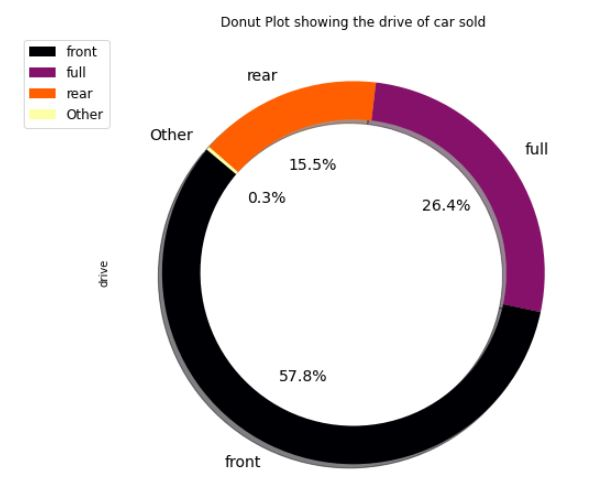 Donut Plot showing the drive of car sold
front
full
rear
Other
rear
Other
full
15.5%
0.3%
26.4%
drive
57.8%
front